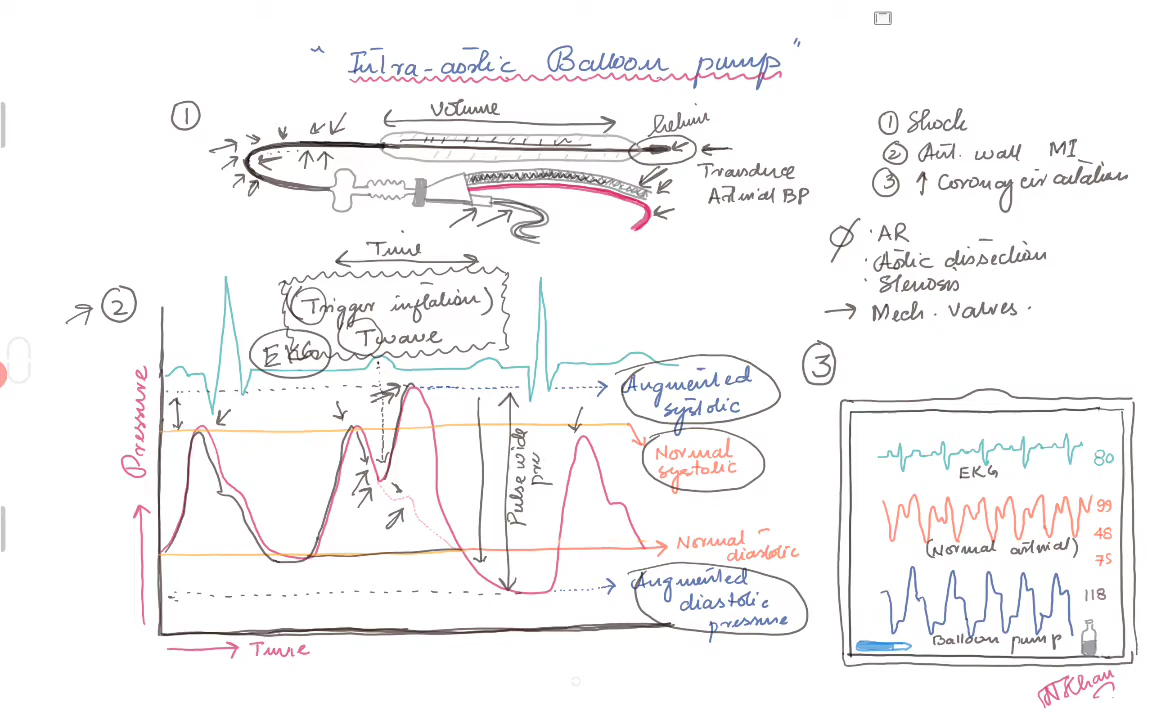 " Intra-aortic Balloon pump "
1
Volume
helium
Transduce
Arterial BP
1 Shock
2 Ant. wall MI
3 ↑ Coronary circulation
· AR
· Aortic dissection
· Stenosis
→ Mech. valves.
2
Time
(Trigger inflation)
EKG
T wave
Pressure
Augmented
systolic
Normal
systolic
Pulse wide
pre
Normal
diastolic
Augmented
diastolic
pressure
→ Time
3
EKG
80
99
48
(Normal arterial)
75
118
Balloon pump
N Khan